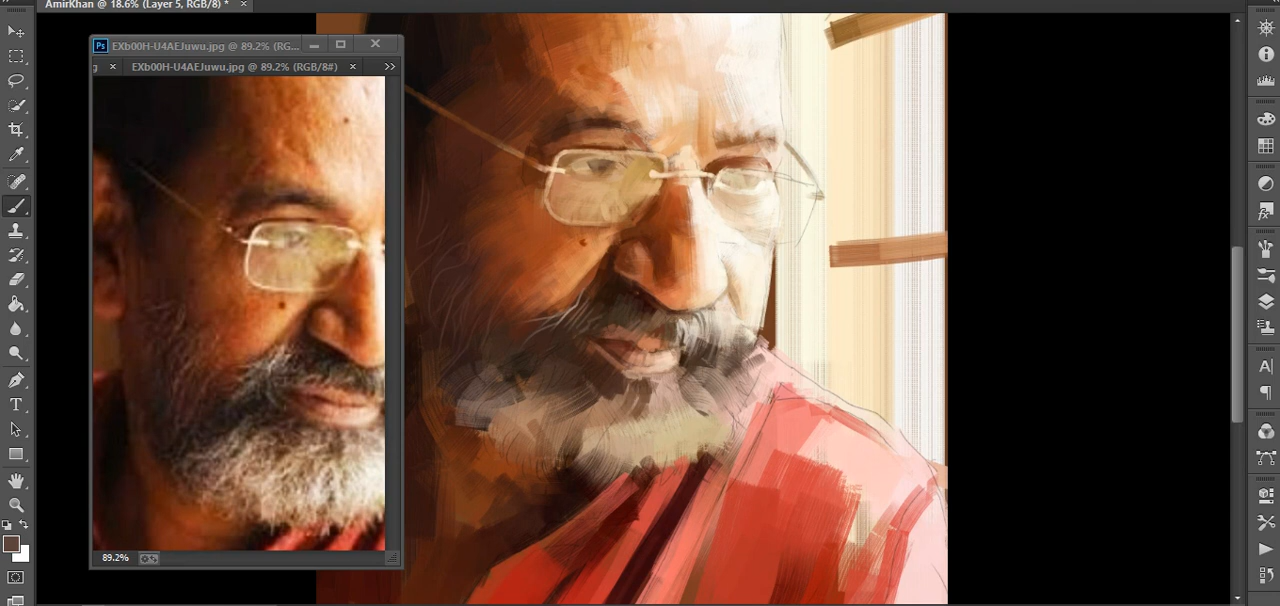 AmirKhan @ 18.6% (Layer 5, RGB/8) *
Ps EXb00H-U4AEJuwu.jpg @ 89.2% (RG...
g EXb00H-U4AEJuwu.jpg @ 89.2% (RGB/8#)
89.2%